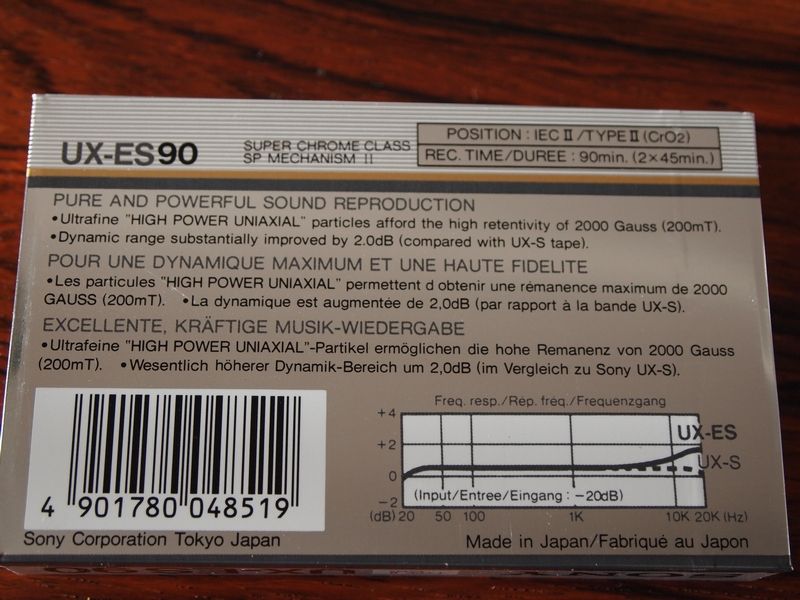 UX-ES90
SUPER CHROME CLASS
SP MECHANISM II
POSITION : IEC II /TYPE II (CrO2)
REC. TIME/DUREE : 90min. (2×45min.)
PURE AND POWERFUL SOUND REPRODUCTION
•Ultrafine "HIGH POWER UNIAXIAL" particles afford the high retentivity of 2000 Gauss (200mT).
•Dynamic range substantially improved by 2.0dB (compared with UX-S tape).
POUR UNE DYNAMIQUE MAXIMUM ET UNE HAUTE FIDELITE
•Les particules "HIGH POWER UNIAXIAL" permettent d obtenir une rémanence maximum de 2000
GAUSS (200mT). •La dynamique est augmentée de 2,0dB (par rapport à la bande UX-S).
EXCELLENTE, KRÄFTIGE MUSIK-WIEDERGABE
•Ultrafeine "HIGH POWER UNIAXIAL"-Partikel ermöglichen die hohe Remanenz von 2000 Gauss
(200mT). •Wesentlich höherer Dynamik-Bereich um 2,0dB (im Vergleich zu Sony UX-S).
4 901780 048519
Freq. resp./Rép. fréq./Frequenzgang
+4
+2
0
−2
UX-ES
UX-S
(Input/Entree/Eingang : −20dB)
(dB) 20 50 100 1K 10K 20K (Hz)
Sony Corporation Tokyo Japan
Made in Japan/Fabriqué au Japon